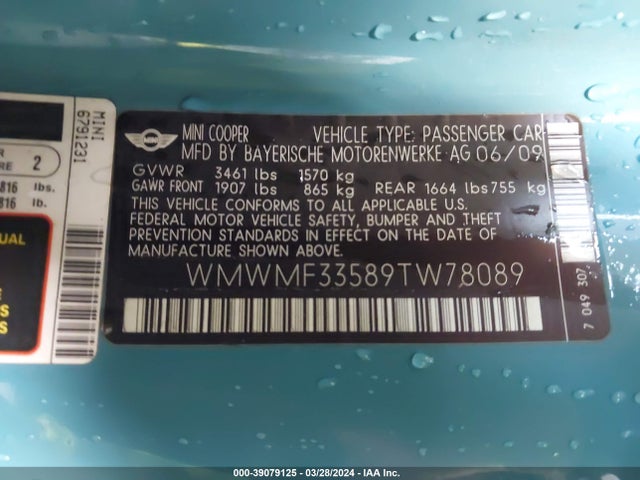 MINI
6791231
R
RE 2
816 lbs.
816 lb.
UAL
S
S
MINI
MINI COOPER VEHICLE TYPE: PASSENGER CAR
MFD BY BAYERISCHE MOTORENWERKE AG 06/09
GVWR 3461 lbs 1570 kg
GAWR FRONT 1907 lbs 865 kg REAR 1664 lbs 755 kg
THIS VEHICLE CONFORMS TO ALL APPLICABLE U.S.
FEDERAL MOTOR VEHICLE SAFETY, BUMPER AND THEFT
PREVENTION STANDARDS IN EFFECT ON THE DATE OF
MANUFACTURE SHOWN ABOVE.
WMWMF33589TW78089
7 049 307
000-39079125 - 03/28/2024 - IAA Inc.